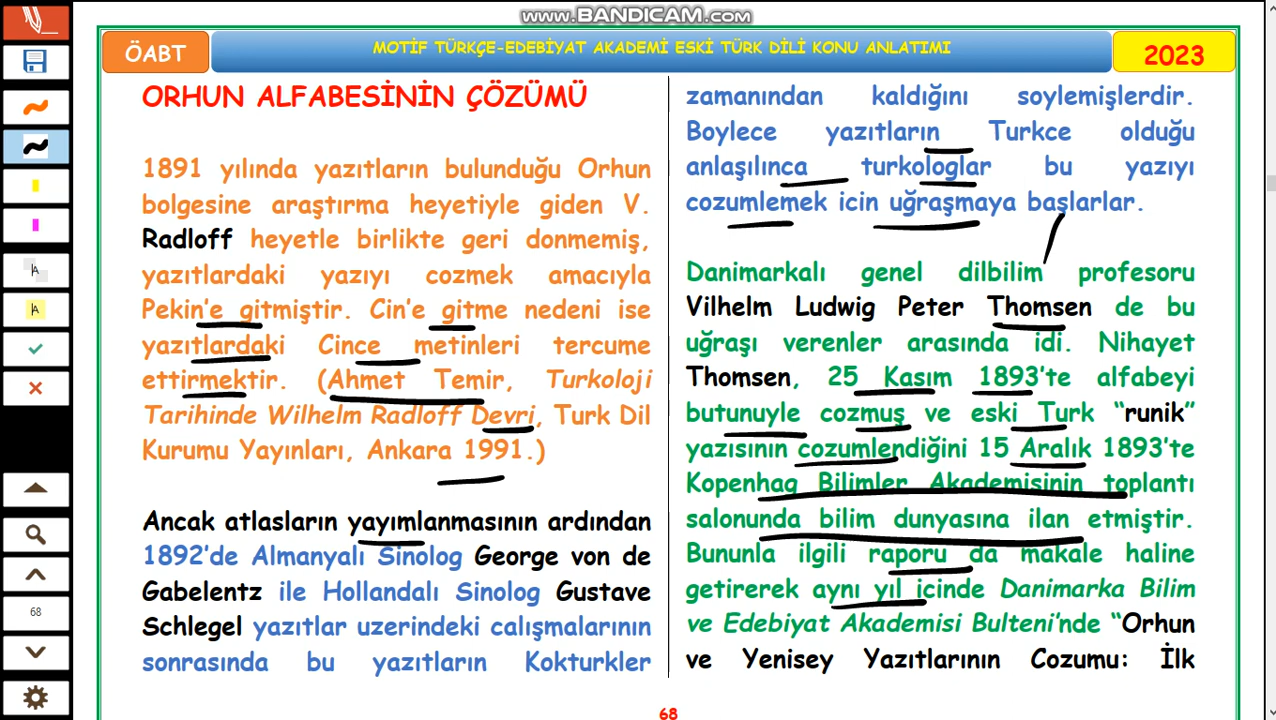 www.BANDICAM.com
ÖABT
MOTİF TÜRKÇE-EDEBİYAT AKADEMİ ESKİ TÜRK DİLİ KONU ANLATIMI
2023
ORHUN ALFABESİNİN ÇÖZÜMÜ
1891 yılında yazıtların bulunduğu Orhun
bolgesine araştırma heyetiyle giden V.
Radloff heyetle birlikte geri donmemiş,
yazıtlardaki yazıyı cozmek amacıyla
Pekin'e gitmiştir. Cin'e gitme nedeni ise
yazıtlardaki Cince metinleri tercume
ettirmektir. (Ahmet Temir, Turkoloji
Tarihinde Wilhelm Radloff Devri, Turk Dil
Kurumu Yayınları, Ankara 1991.)
Ancak atlasların yayımlanmasının ardından
1892'de Almanyalı Sinolog George von de
Gabelentz ile Hollandalı Sinolog Gustave
Schlegel yazıtlar uzerindeki calışmalarının
sonrasında bu yazıtların Kokturkler
zamanından kaldığını soylemişlerdir.
Boylece yazıtların Turkce olduğu
anlaşılınca turkologlar bu yazıyı
cozumlemek icin uğraşmaya başlarlar.
Danimarkalı genel dilbilim profesoru
Vilhelm Ludwig Peter Thomsen de bu
uğraşı verenler arasında idi. Nihayet
Thomsen, 25 Kasım 1893'te alfabeyi
butunuyle cozmuş ve eski Turk “runik”
yazısının cozumlendiğini 15 Aralık 1893'te
Kopenhag Bilimler Akademisinin toplantı
salonunda bilim dunyasına ilan etmiştir.
Bununla ilgili raporu da makale haline
getirerek aynı yıl icinde Danimarka Bilim
ve Edebiyat Akademisi Bulteni'nde “Orhun
ve Yenisey Yazıtlarının Cozumu: İlk
68
68